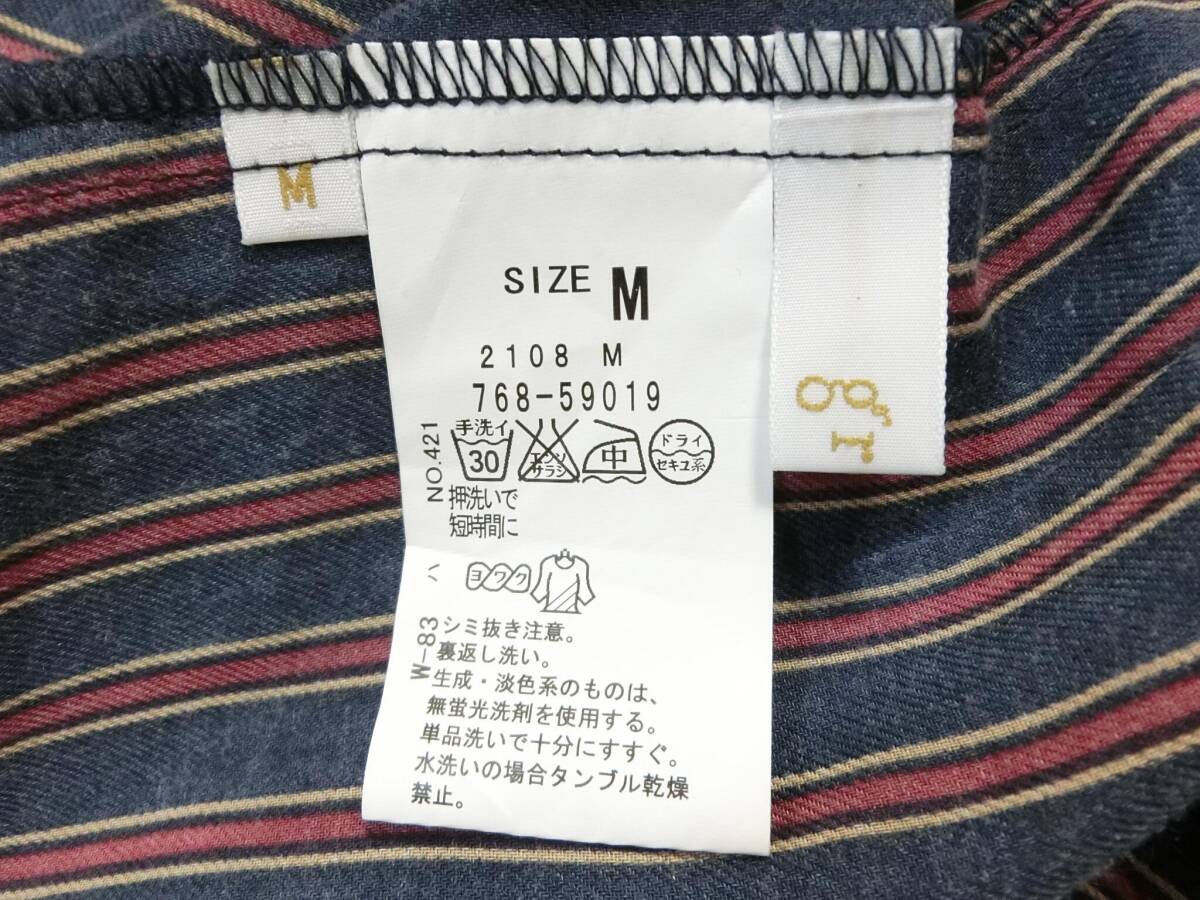 M
SIZE M
2108 M
768-59019
NO.421
手洗イ
30
エンソ
サラシ
中
ドライ
セキユ系
押洗いで
短時間に
ヨワク
W-83
シミ抜き注意。
裏返し洗い。
生成・淡色系のものは、
無蛍光洗剤を使用する。
単品洗いで十分にすすぐ。
水洗いの場合タンブル乾燥
禁止。
gr